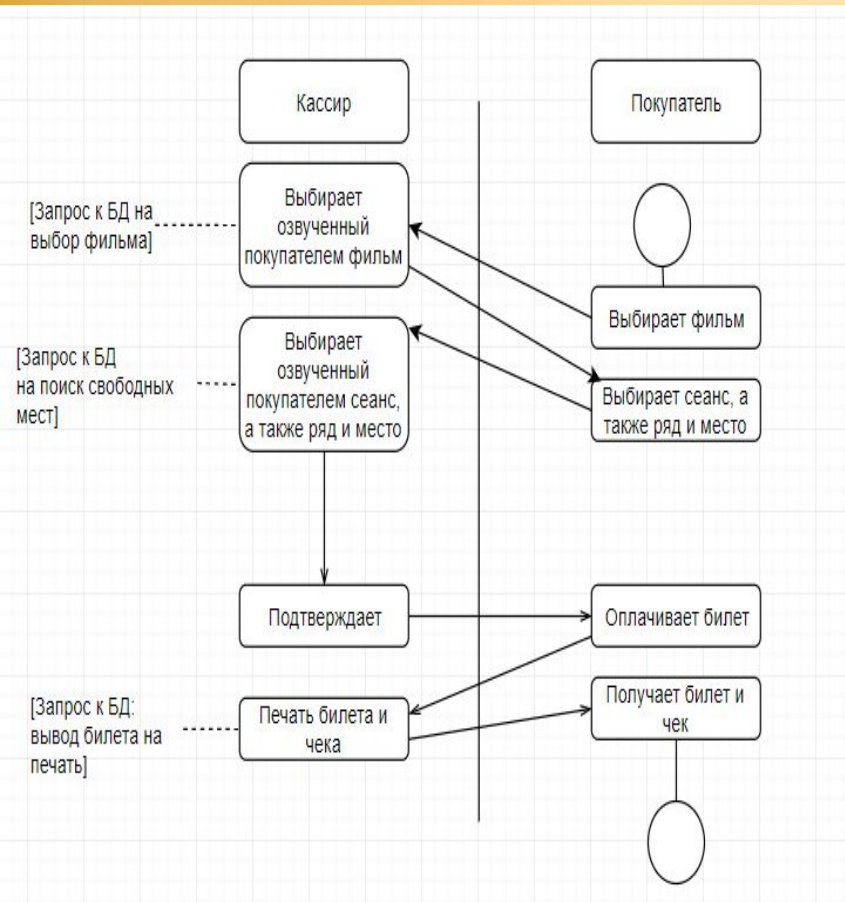 Кассир
Покупатель
[Запрос к БД на
выбор фильма]
Выбирает
озвученный
покупателем фильм
Выбирает фильм
[Запрос к БД
на поиск свободных
мест]
Выбирает
озвученный
покупателем сеанс,
а также ряд и место
Выбирает сеанс, а
также ряд и место
Подтверждает
Оплачивает билет
[Запрос к БД:
вывод билета на
печать]
Печать билета и
чека
Получает билет и
чек